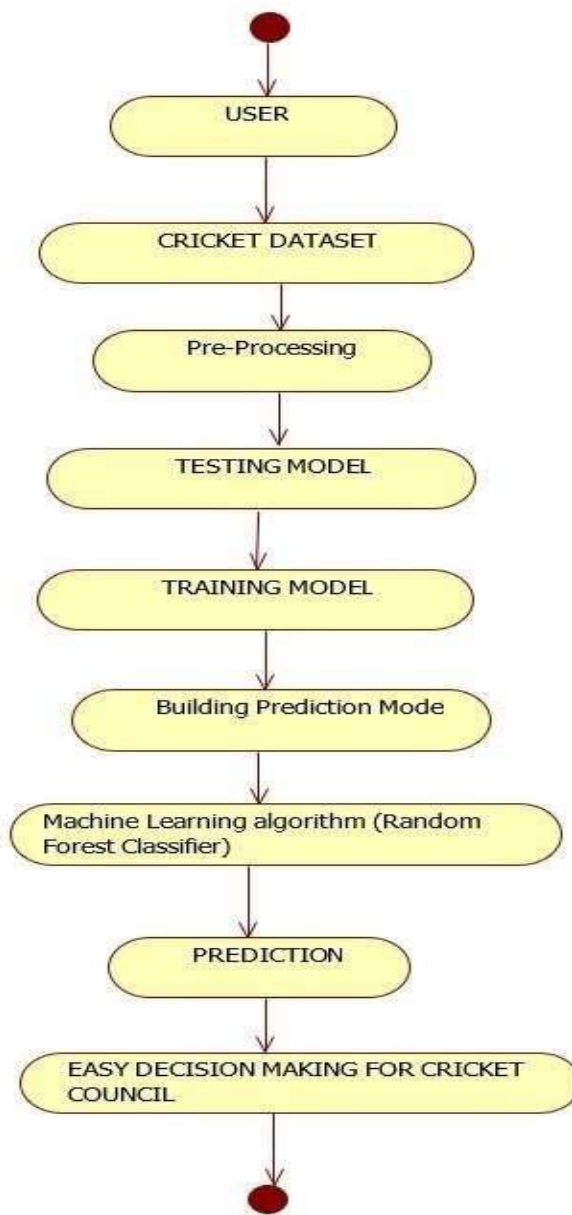 USER
CRICKET DATASET
Pre-Processing
TESTING MODEL
TRAINING MODEL
Building Prediction Mode
Machine Learning algorithm (Random
Forest Classifier)
PREDICTION
EASY DECISION MAKING FOR CRICKET
COUNCIL